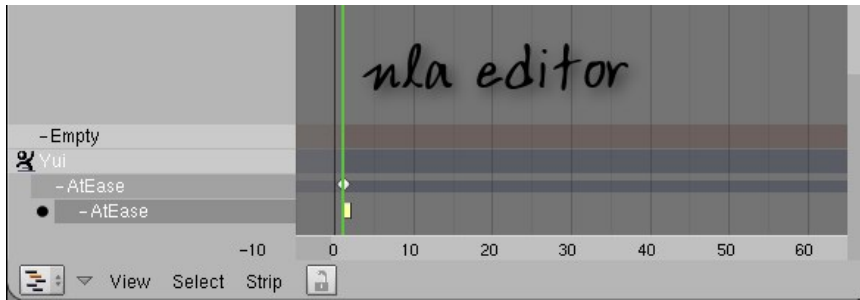 nla editor
-Empty
Yui
-AtEase
-AtEase
-10 0 10 20 30 40 50 60
View Select Strip